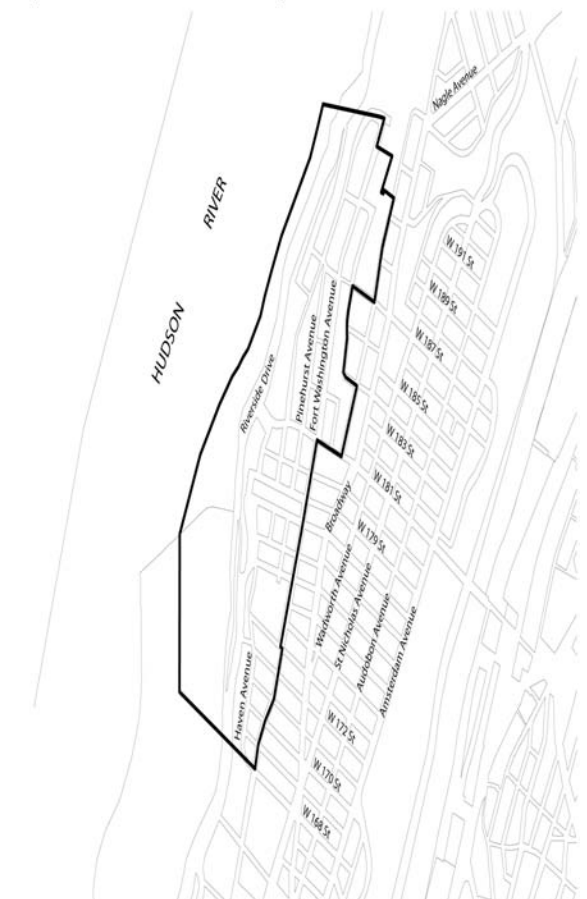 Nagle Avenue
RIVER
HUDSON
W 191 St
W 189 St
W 187 St
Pinehurst Avenue
Fort Washington Avenue
Riverside Drive
W 185 St
W 183 St
W 181 St
Broadway
W 179 St
Wadworth Avenue
St Nicholas Avenue
Audobon Avenue
Amsterdam Avenue
Haven Avenue
W 172 St
W 170 St
W 168 St